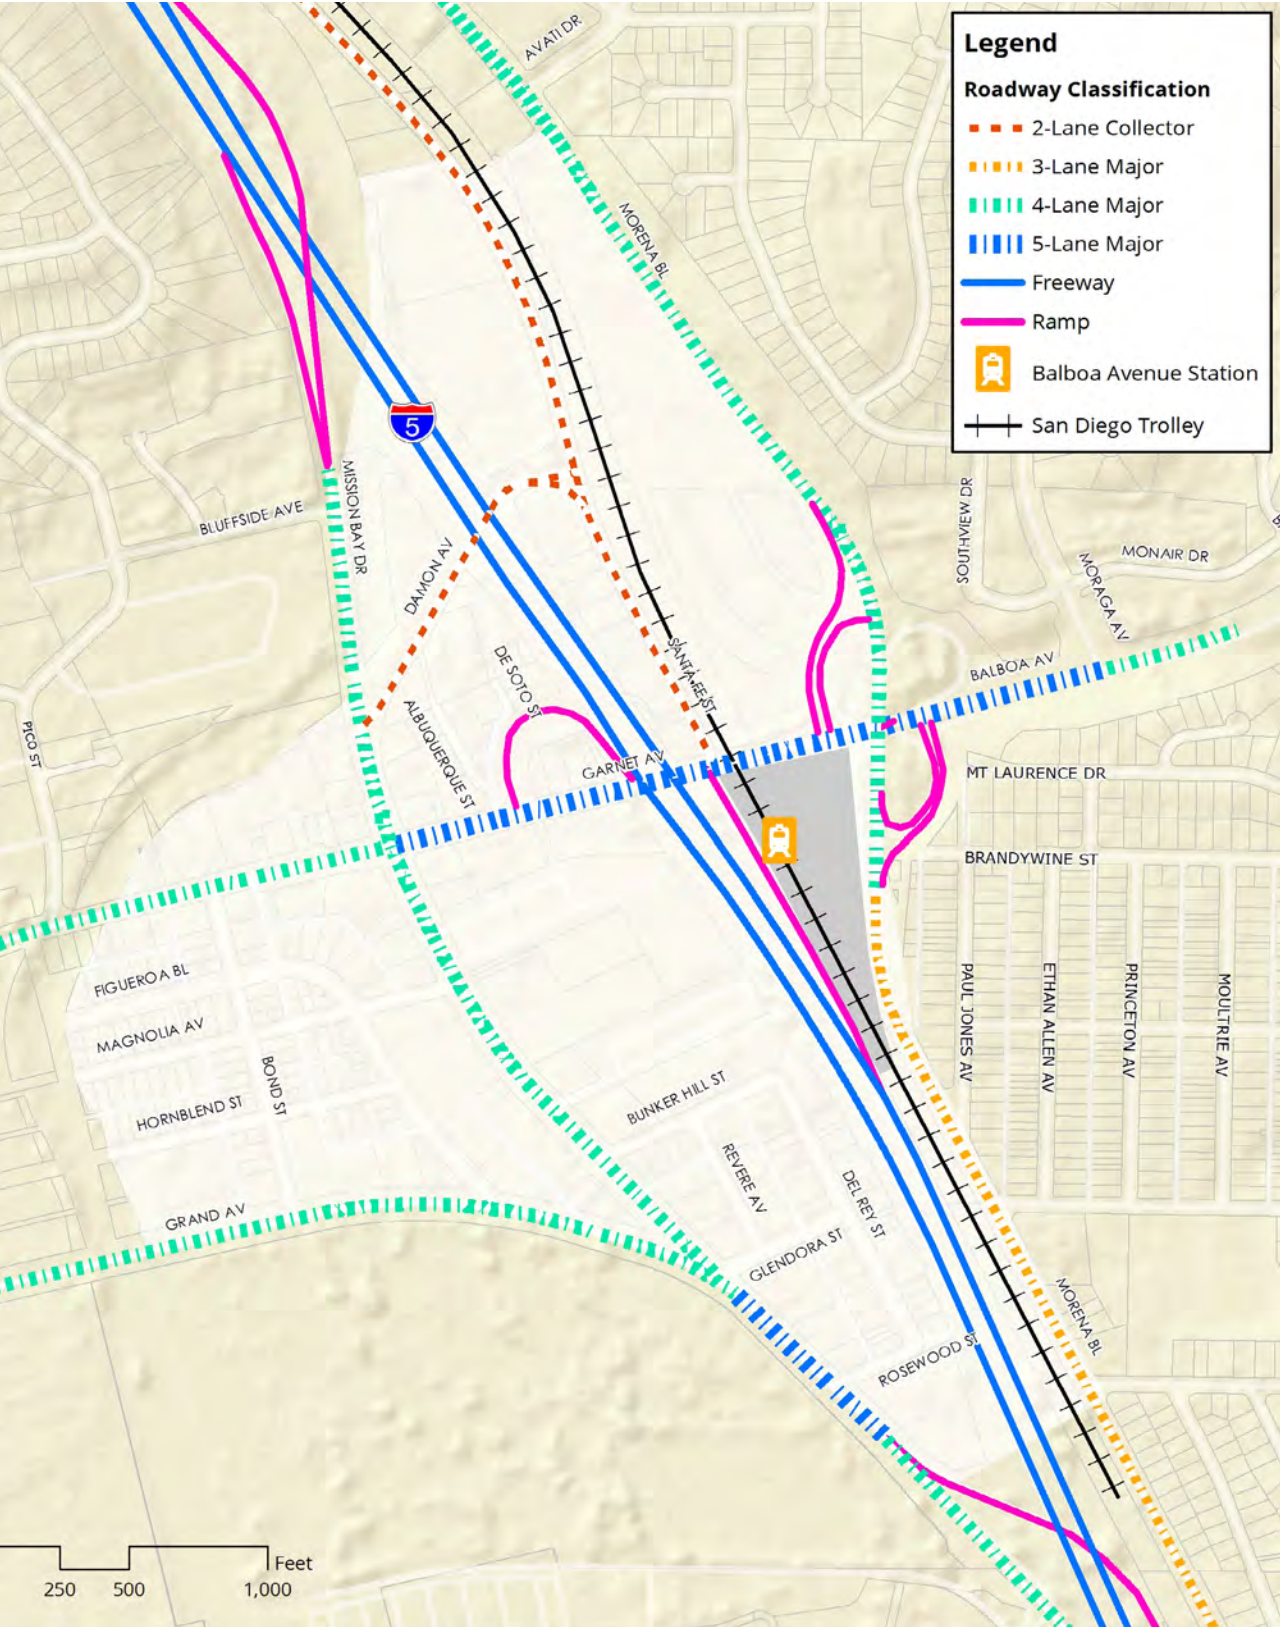 AVATI DR
Legend
Roadway Classification
2-Lane Collector
3-Lane Major
4-Lane Major
5-Lane Major
Freeway
Ramp
Balboa Avenue Station
San Diego Trolley
MORENA BL
5
BLUFFSIDE AVE
MISSION BAY DR
DAMON AV
SOUTHVIEW DR
MONAIR DR
MORAGA AV
SANTA FE ST
DE SOTO ST
BALBOA AV
ALBUQUERQUE ST
GARNET AV
PICO ST
MT LAURENCE DR
BRANDYWINE ST
FIGUEROA BL
MAGNOLIA AV
HORNBLEND ST
BOND ST
PAUL JONES AV
ETHAN ALLEN AV
PRINCETON AV
MOULTRIE AV
BUNKER HILL ST
REVERE AV
DEL REY ST
GRAND AV
GLENDORA ST
MORENA BL
ROSEWOOD ST
Feet
250 500 1,000